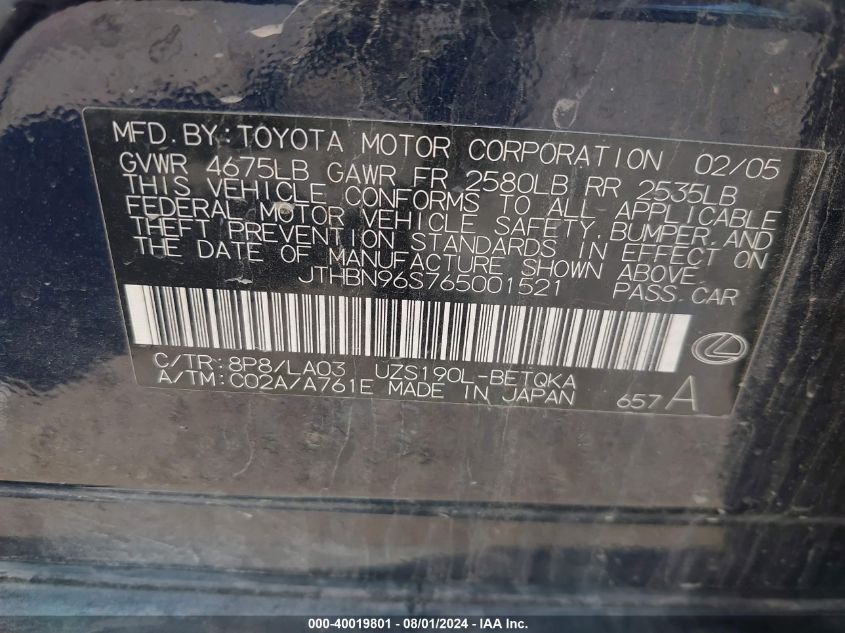 MFD.BY:TOYOTA MOTOR CORPORATION 02/05
GVWR 4675LB GAWR FR 2580LB RR 2535LB
THIS VEHICLE CONFORMS TO ALL APPLICABLE
FEDERAL MOTOR VEHICLE SAFETY,BUMPER,AND
THEFT PREVENTION STANDARDS IN EFFECT ON
THE DATE OF MANUFACTURE SHOWN ABOVE.
JTHBN96S765001521 PASS.CAR
C/TR:8P8/LA03 UZS190L-BETQKA
A/TM:C02A/A761E MADE IN JAPAN 657A
000-40019801 - 08/01/2024 - IAA Inc.